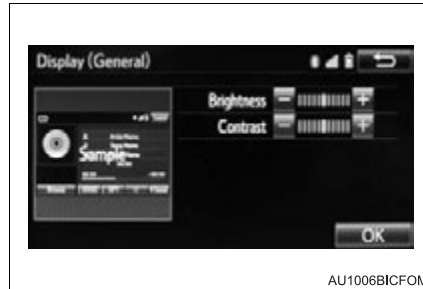 Display (General)
Brightness
Contrast
Sample
OK
AU1006BICFOM